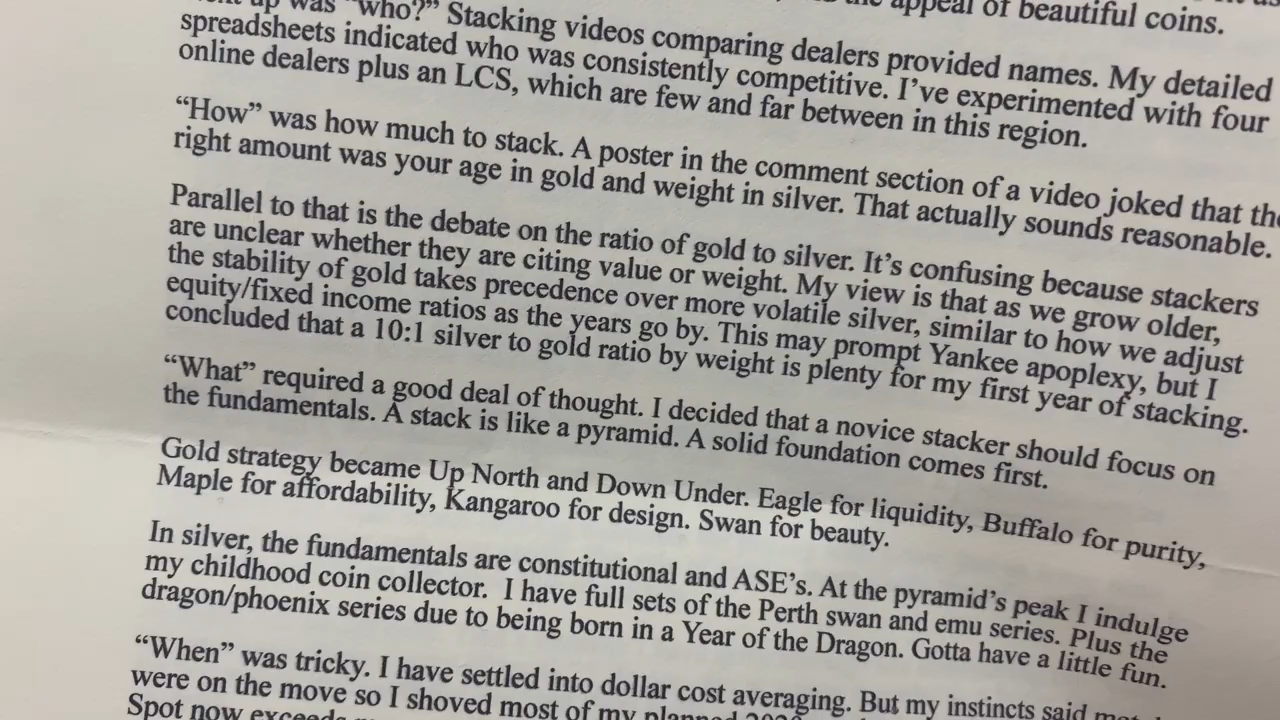 appeal of beautiful coins.
up was “who?” Stacking videos comparing dealers provided names. My detailed
spreadsheets indicated who was consistently competitive. I’ve experimented with four
online dealers plus an LCS, which are few and far between in this region.
“How” was how much to stack. A poster in the comment section of a video joked that the
right amount was your age in gold and weight in silver. That actually sounds reasonable.
Parallel to that is the debate on the ratio of gold to silver. It’s confusing because stackers
are unclear whether they are citing value or weight. My view is that as we grow older,
the stability of gold takes precedence over more volatile silver, similar to how we adjust
equity/fixed income ratios as the years go by. This may prompt Yankee apoplexy, but I
concluded that a 10:1 silver to gold ratio by weight is plenty for my first year of stacking.
“What” required a good deal of thought. I decided that a novice stacker should focus on
the fundamentals. A stack is like a pyramid. A solid foundation comes first.
Gold strategy became Up North and Down Under. Eagle for liquidity, Buffalo for purity,
Maple for affordability, Kangaroo for design. Swan for beauty.
In silver, the fundamentals are constitutional and ASE’s. At the pyramid’s peak I indulge
my childhood coin collector. I have full sets of the Perth swan and emu series. Plus the
dragon/phoenix series due to being born in a Year of the Dragon. Gotta have a little fun.
“When” was tricky. I have settled into dollar cost averaging. But my instincts said
were on the move so I shoved most of my
Spot now